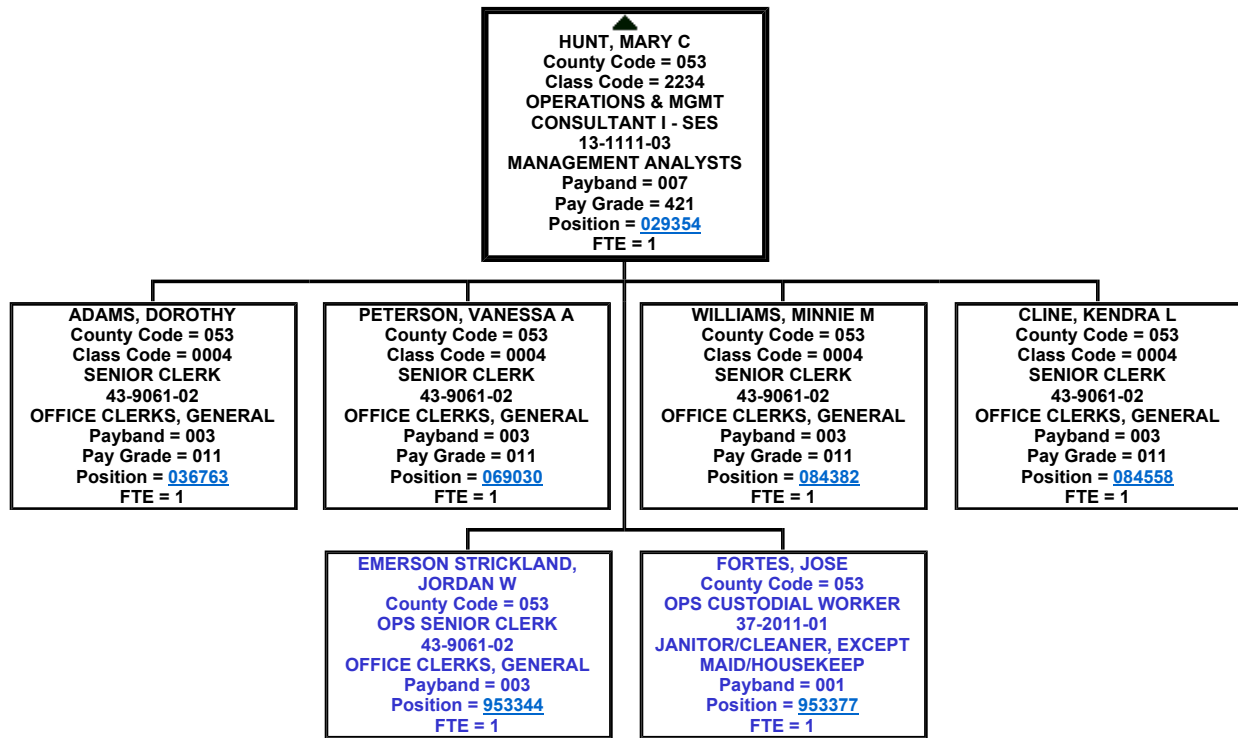 HUNT, MARY C
County Code = 053
Class Code = 2234
OPERATIONS & MGMT
CONSULTANT I - SES
13-1111-03
MANAGEMENT ANALYSTS
Payband = 007
Pay Grade = 421
Position = 029354
FTE = 1
ADAMS, DOROTHY
County Code = 053
Class Code = 0004
SENIOR CLERK
43-9061-02
OFFICE CLERKS, GENERAL
Payband = 003
Pay Grade = 011
Position = 036763
FTE = 1
PETERSON, VANESSA A
County Code = 053
Class Code = 0004
SENIOR CLERK
43-9061-02
OFFICE CLERKS, GENERAL
Payband = 003
Pay Grade = 011
Position = 069030
FTE = 1
WILLIAMS, MINNIE M
County Code = 053
Class Code = 0004
SENIOR CLERK
43-9061-02
OFFICE CLERKS, GENERAL
Payband = 003
Pay Grade = 011
Position = 084382
FTE = 1
CLINE, KENDRA L
County Code = 053
Class Code = 0004
SENIOR CLERK
43-9061-02
OFFICE CLERKS, GENERAL
Payband = 003
Pay Grade = 011
Position = 084558
FTE = 1
EMERSON STRICKLAND,
JORDAN W
County Code = 053
OPS SENIOR CLERK
43-9061-02
OFFICE CLERKS, GENERAL
Payband = 003
Position = 953344
FTE = 1
FORTES, JOSE
County Code = 053
OPS CUSTODIAL WORKER
37-2011-01
JANITOR/CLEANER, EXCEPT
MAID/HOUSEKEEP
Payband = 001
Position = 953377
FTE = 1